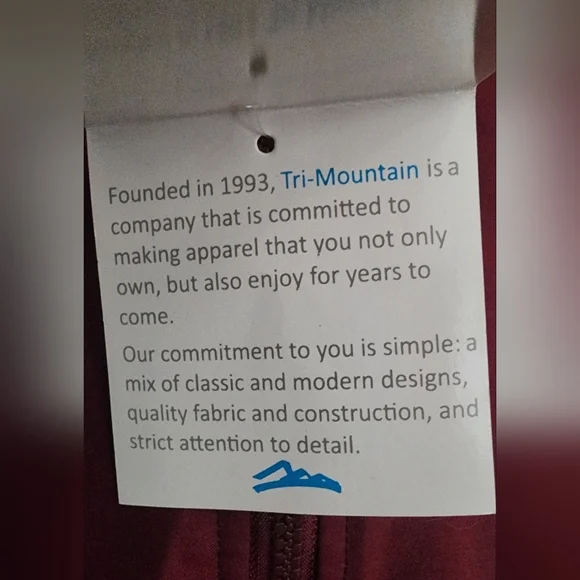 Founded in 1993, Tri-Mountain is a
company that is committed to
making apparel that you not only
own, but also enjoy for years to
come.
Our commitment to you is simple: a
mix of classic and modern designs,
quality fabric and construction, and
strict attention to detail.